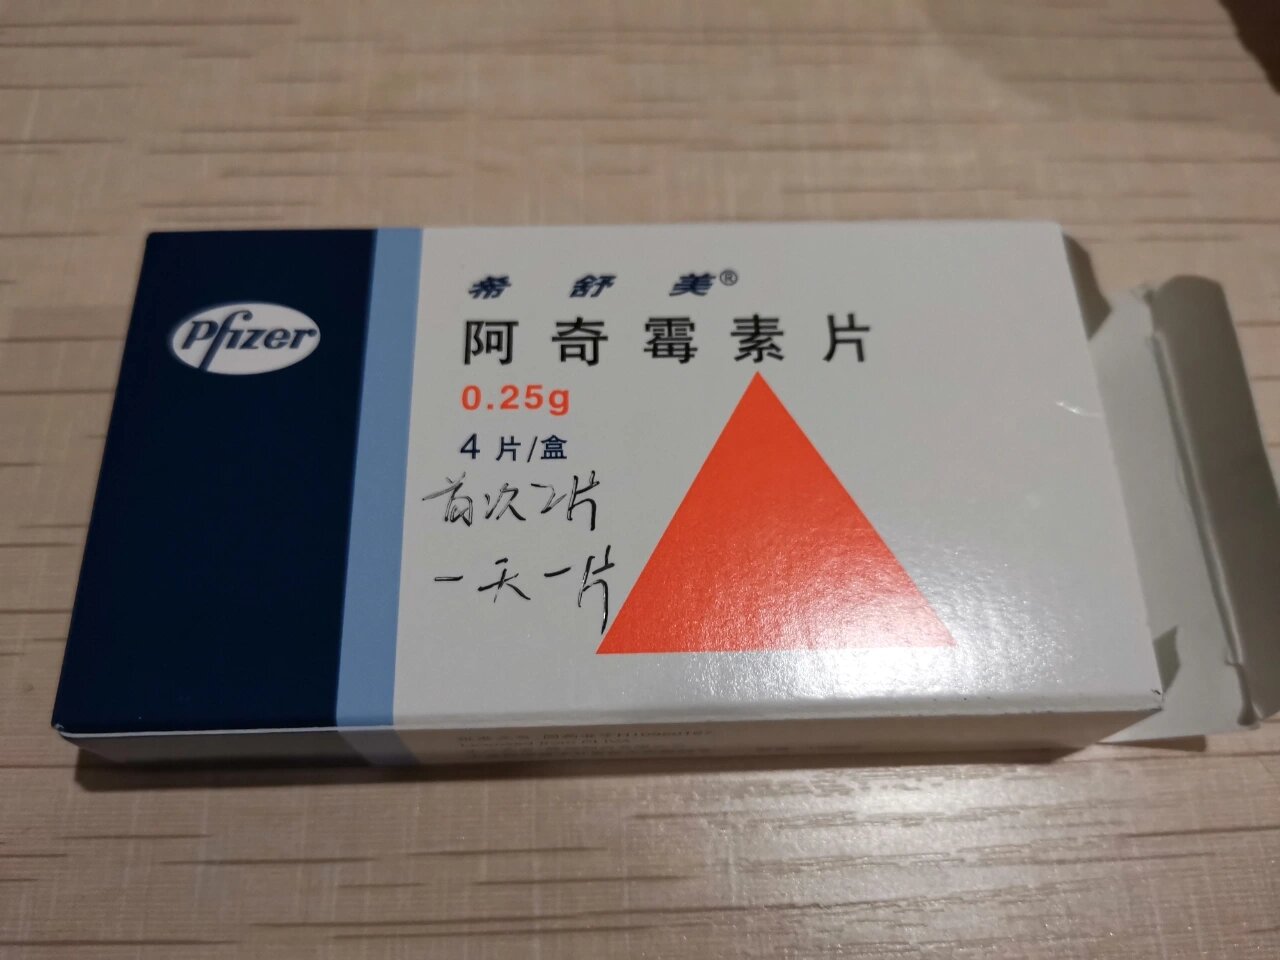 Pfizer
希舒美®
阿奇霉素片
0.25g
4片/盒
首次2片
一天一片